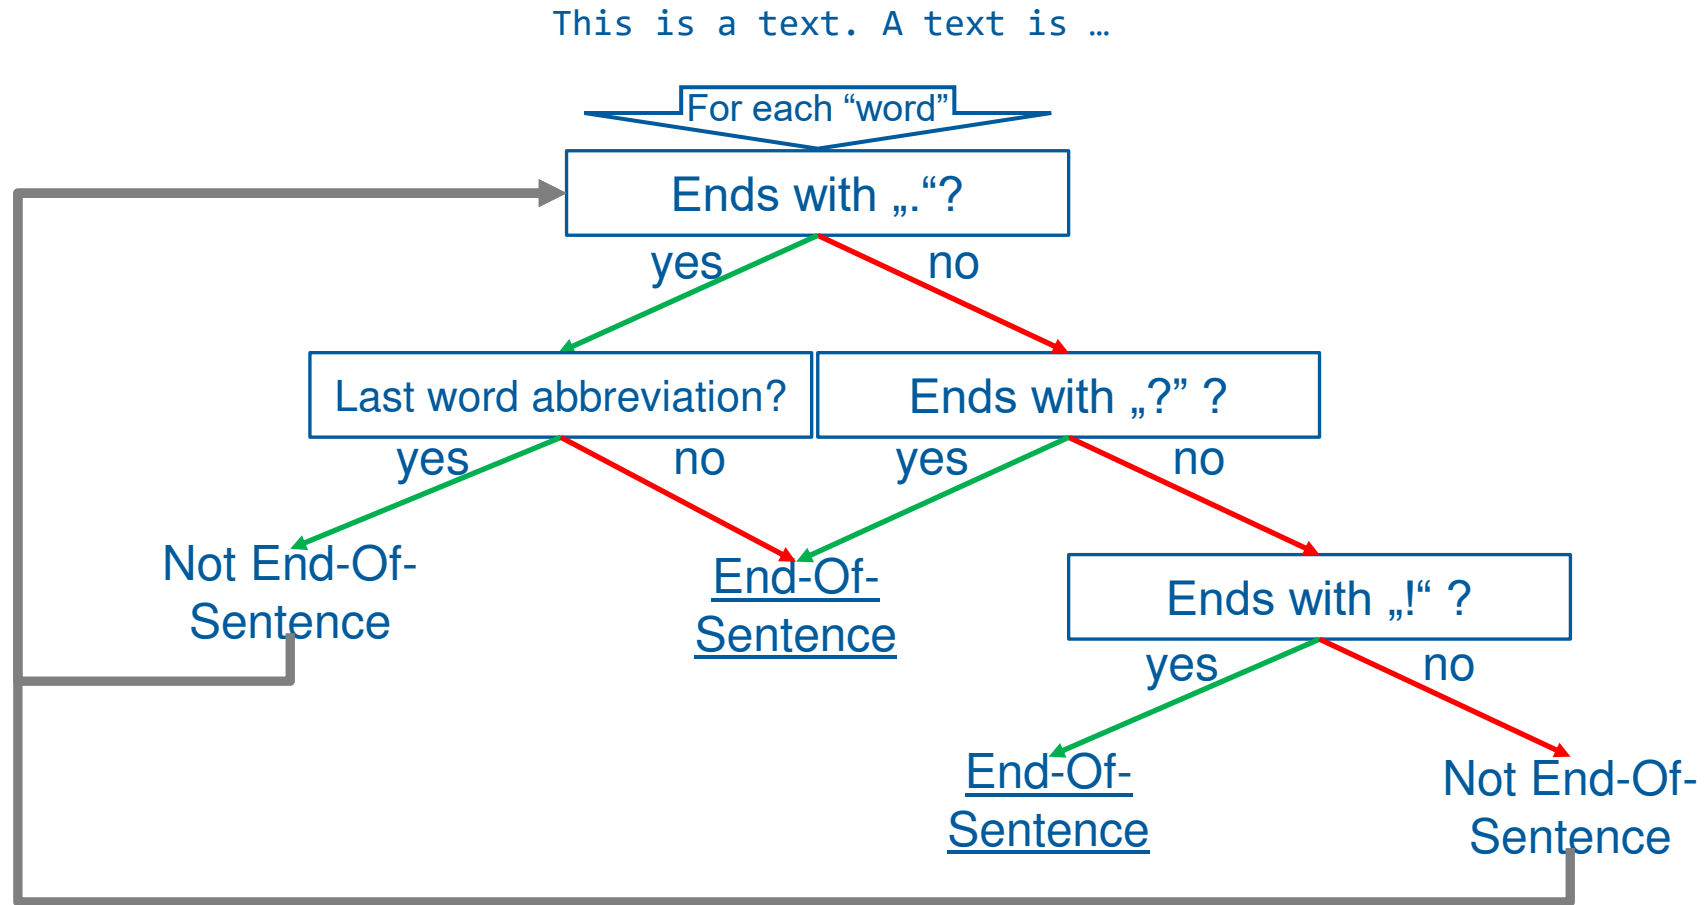 This is a text. A text is …
For each “word”
Ends with „.“?
yes
no
Last word abbreviation?
Ends with „?” ?
yes
no
yes
no
Not End-Of-
Sentence
End-Of-
Sentence
Ends with „!“ ?
yes
no
End-Of-
Sentence
Not End-Of-
Sentence